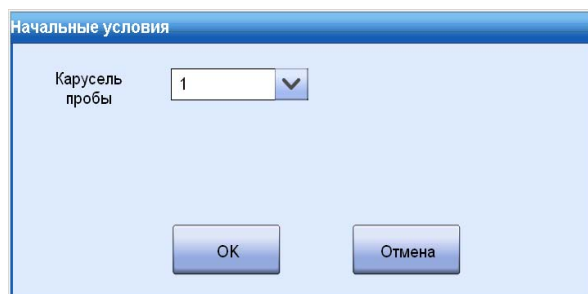 Начальные условия
Карусель
пробы
1
OK
Отмена